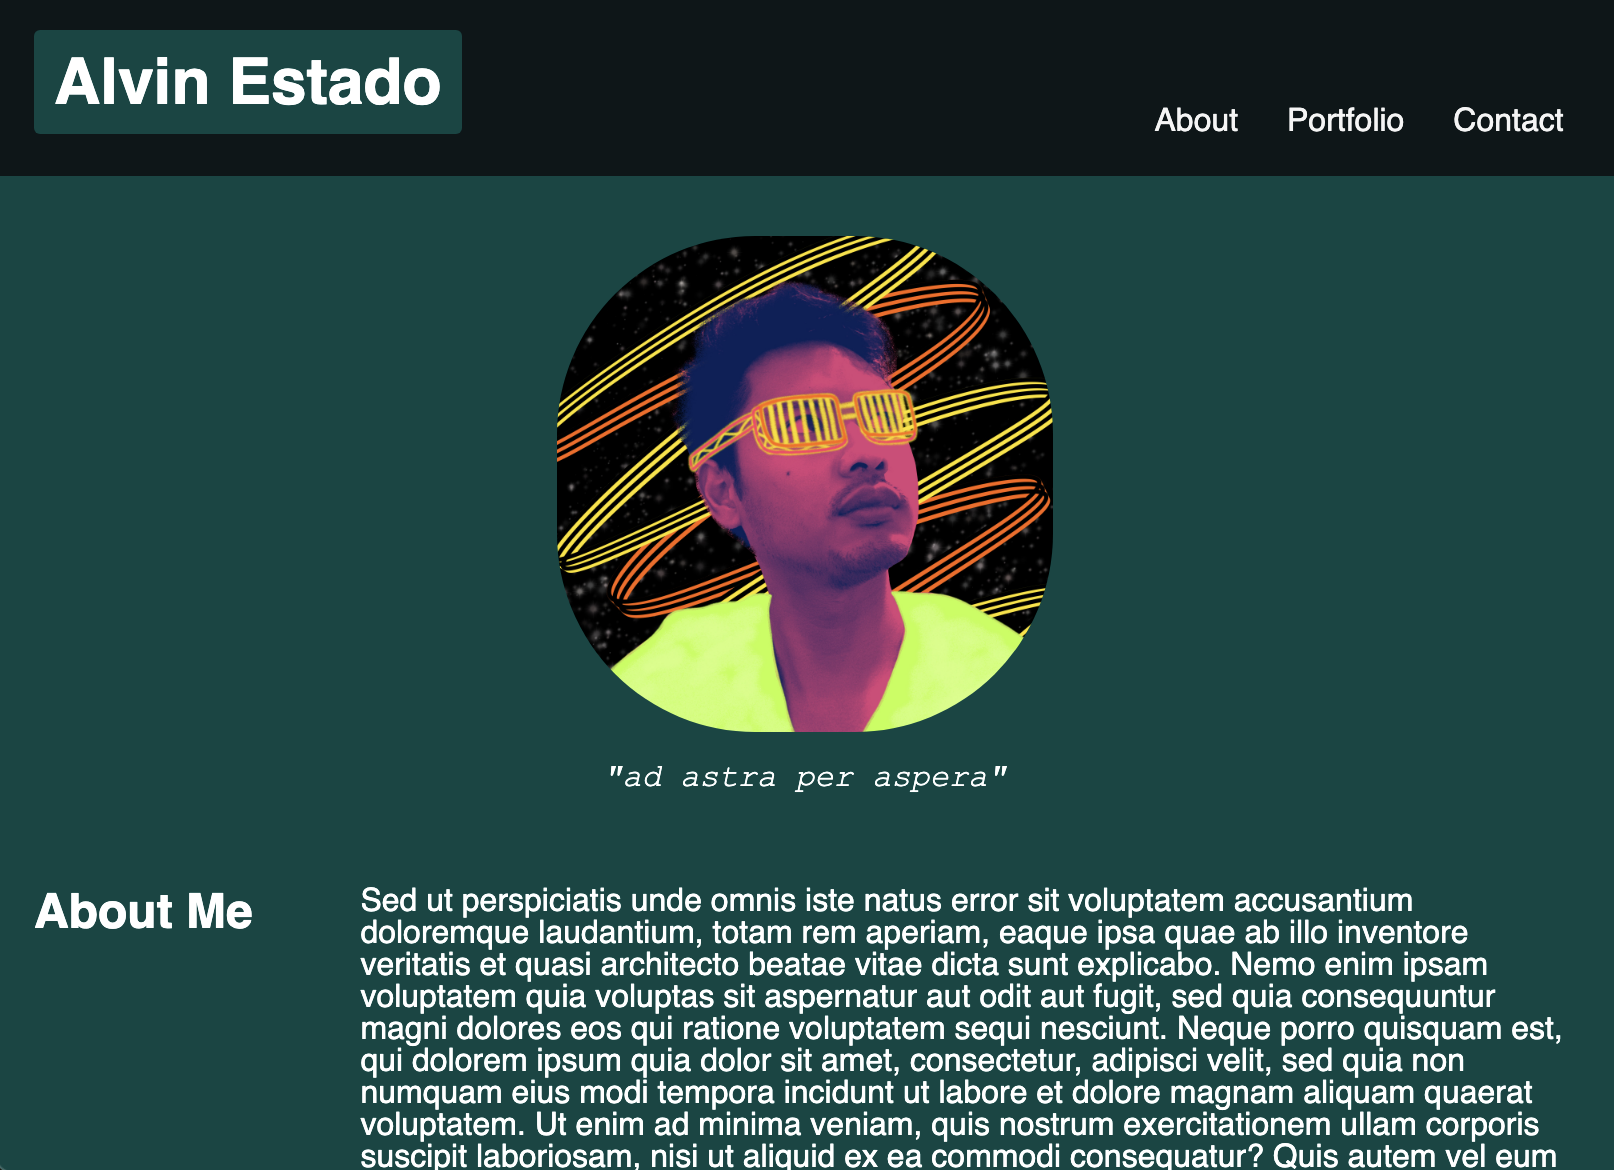 Alvin Estado
About Portfolio Contact
"ad astra per aspera"
About Me
Sed ut perspiciatis unde omnis iste natus error sit voluptatem accusantium
doloremque laudantium, totam rem aperiam, eaque ipsa quae ab illo inventore
veritatis et quasi architecto beatae vitae dicta sunt explicabo. Nemo enim ipsam
voluptatem quia voluptas sit aspernatur aut odit aut fugit, sed quia consequuntur
magni dolores eos qui ratione voluptatem sequi nesciunt. Neque porro quisquam est,
qui dolorem ipsum quia dolor sit amet, consectetur, adipisci velit, sed quia non
numquam eius modi tempora incidunt ut labore et dolore magnam aliquam quaerat
voluptatem. Ut enim ad minima veniam, quis nostrum exercitationem ullam corporis
suscipit laboriosam, nisi ut aliquid ex ea commodi consequatur? Quis autem vel eum